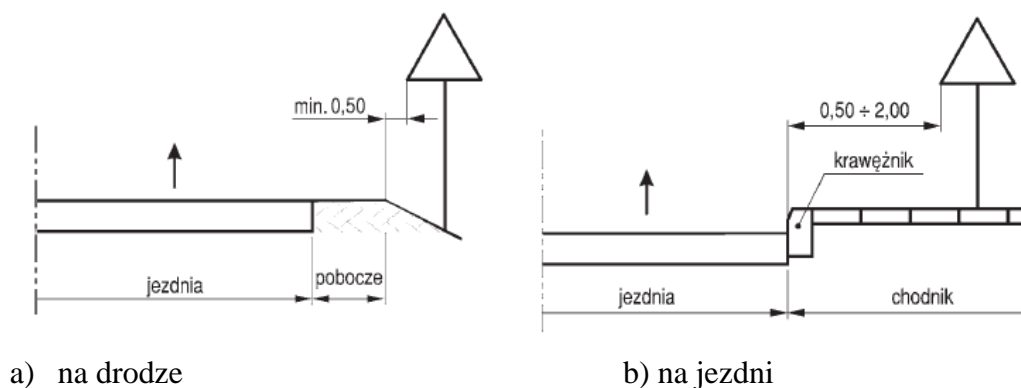 min. 0,50
jezdnia
pobocze
0,50 ÷ 2,00
krawężnik
jezdnia
chodnik
a) na drodze
b) na jezdni